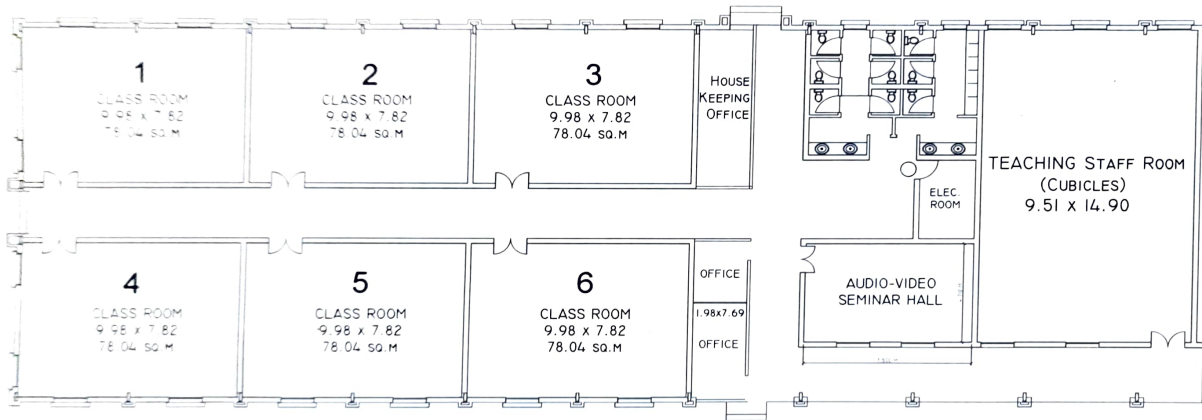 1
CLASS ROOM
9.98 x 7.82
78.04 SQ.M
2
CLASS ROOM
9.98 x 7.82
78.04 SQ.M
3
CLASS ROOM
9.98 x 7.82
78.04 SQ.M
HOUSE
KEEPING
OFFICE
ELEC.
ROOM
TEACHING STAFF ROOM
(CUBICLES)
9.51 x 14.90
4
CLASS ROOM
9.98 x 7.82
78.04 SQ.M
5
CLASS ROOM
9.98 x 7.82
78.04 SQ.M
6
CLASS ROOM
9.98 x 7.82
78.04 SQ.M
OFFICE
1.98x7.69
OFFICE
AUDIO-VIDEO
SEMINAR HALL